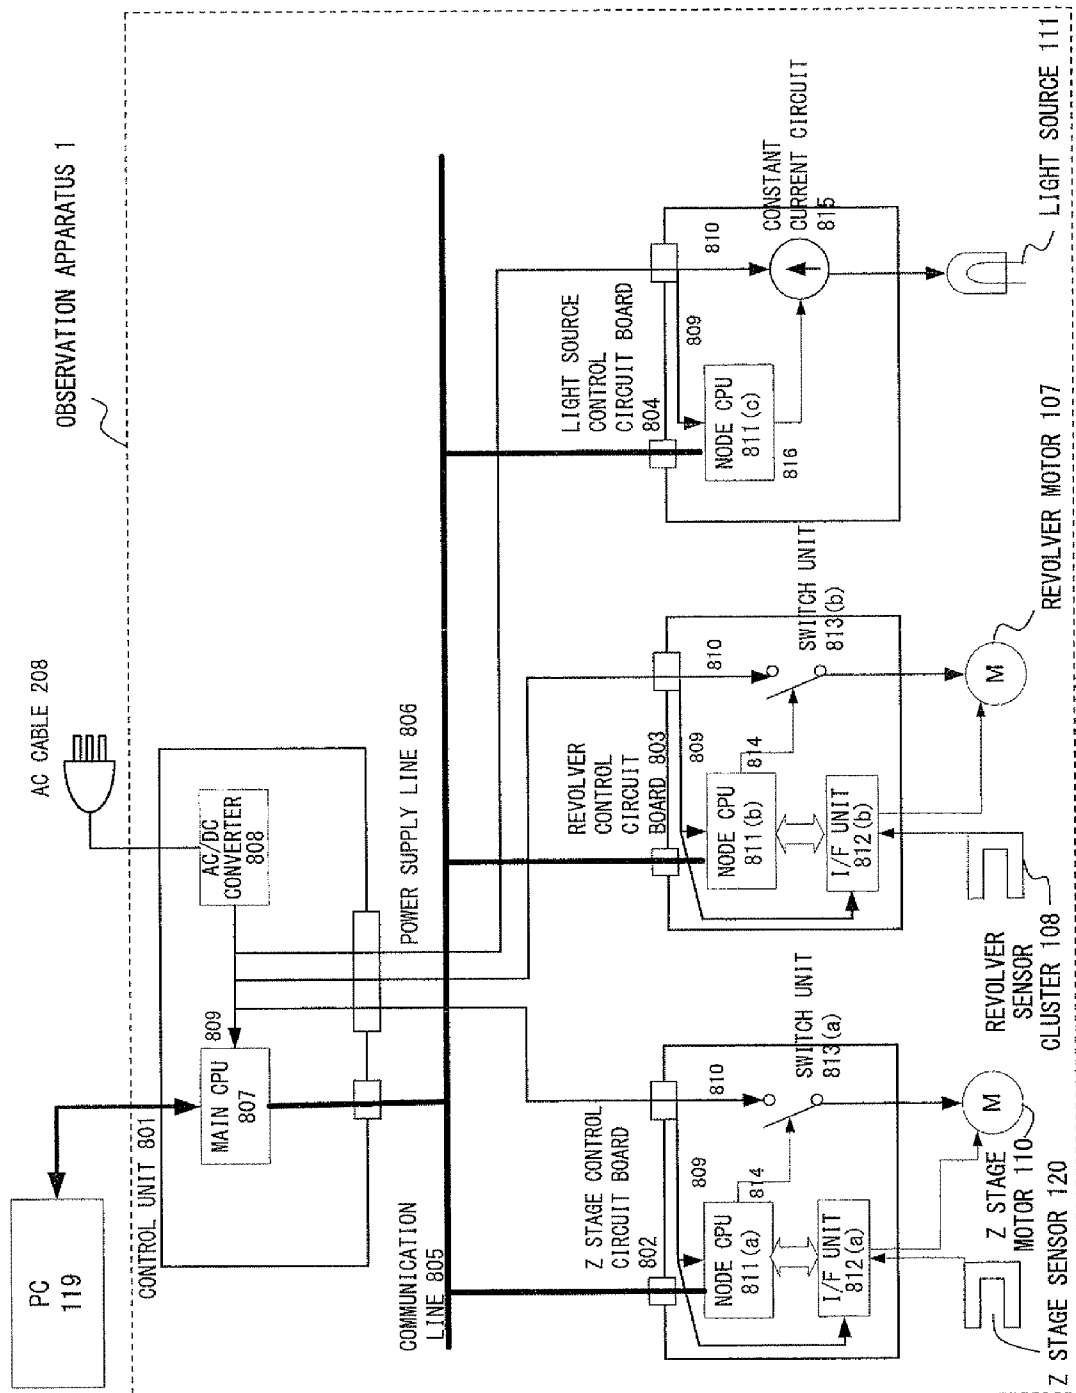 OBSERVATION APPARATUS 1
AC CABLE 208
PC
119
CONTROL UNIT 801
MAIN CPU
807
809
AC/DC
CONVERTER
808
COMMUNICATION
LINE 805
POWER SUPPLY LINE 806
Z STAGE CONTROL
CIRCUIT BOARD
802
809
810
NODE CPU
811(a)
814
SWITCH UNIT
813(a)
I/F UNIT
812(a)
M
Z STAGE
MOTOR 110
Z STAGE SENSOR 120
REVOLVER
CONTROL
CIRCUIT
BOARD 803
809
810
NODE CPU
811(b)
814
SWITCH UNIT
813(b)
I/F UNIT
812(b)
M
REVOLVER
SENSOR
CLUSTER 108
REVOLVER MOTOR 107
LIGHT SOURCE
CONTROL
CIRCUIT BOARD
804
809
810
NODE CPU
811(c)
816
CONSTANT
CURRENT CIRCUIT
815
LIGHT SOURCE 111